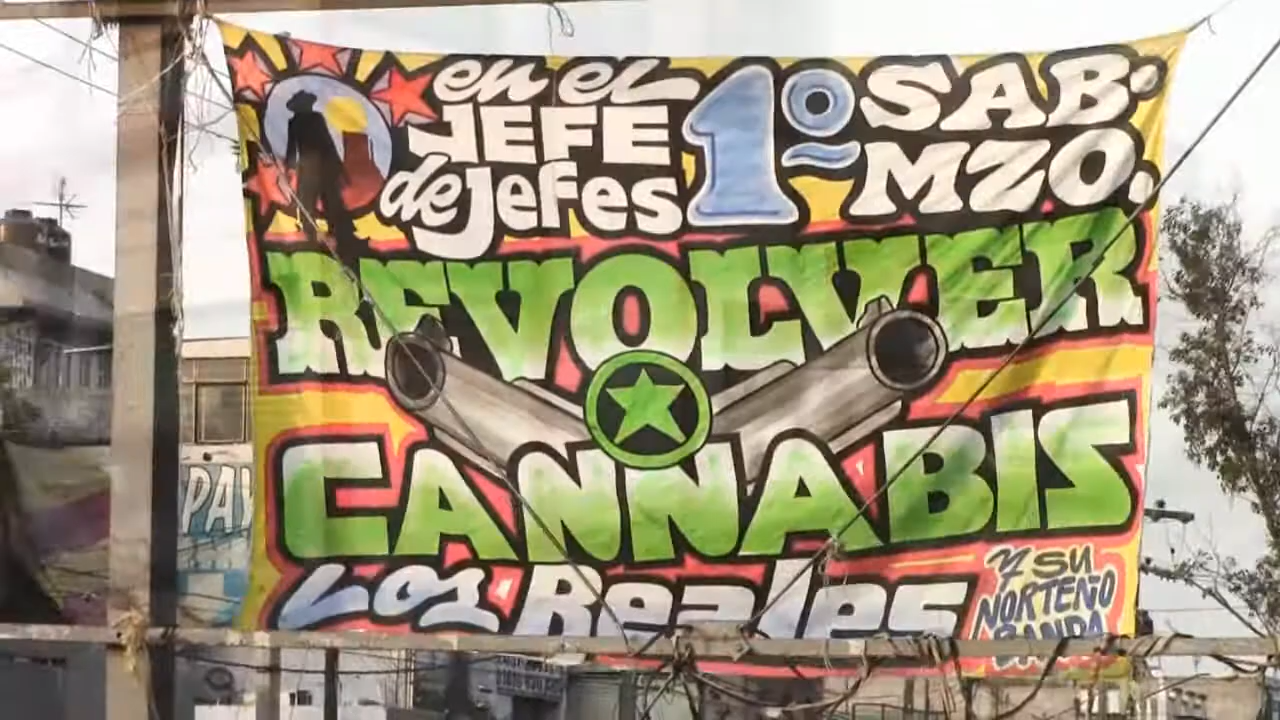 en el
JEFE
de Jefes
1º
SAB.
MZO.
REVOLVER
CANNABIS
Los Reales
y su
NORTEÑO
BANDA
PAY